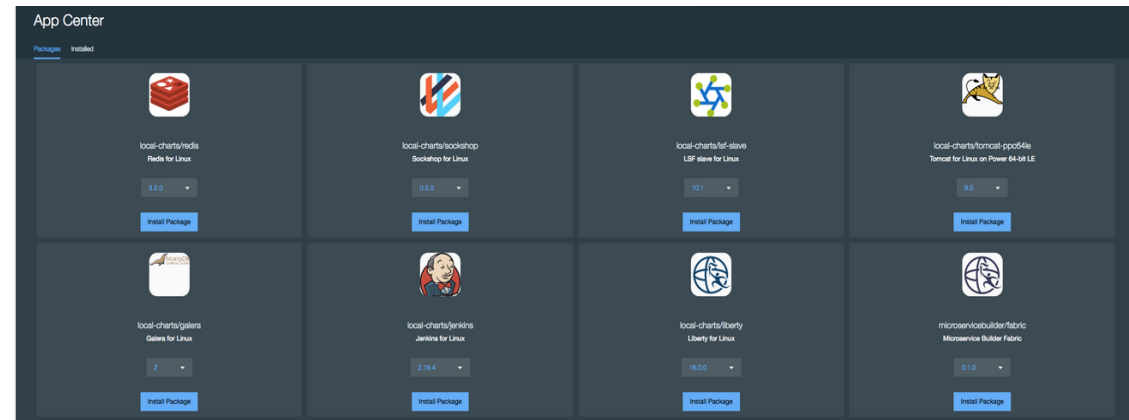 App Center
Packages Installed
local-charts/redis
Redis for Linux
3.2.0
Install Package
local-charts/sockshop
Sockshop for Linux
0.2.0
Install Package
local-charts/lsf-slave
LSF slave for Linux
10.1
Install Package
local-charts/tomcat-ppc64le
Tomcat for Linux on Power 64-bit LE
9.0
Install Package
MariaDB
local-charts/galera
Galera for Linux
2
Install Package
local-charts/jenkins
Jenkins for Linux
2.19.4
Install Package
local-charts/liberty
Liberty for Linux
16.0.0
Install Package
microservicebuilder/fabric
Microservice Builder Fabric
0.1.0
Install Package